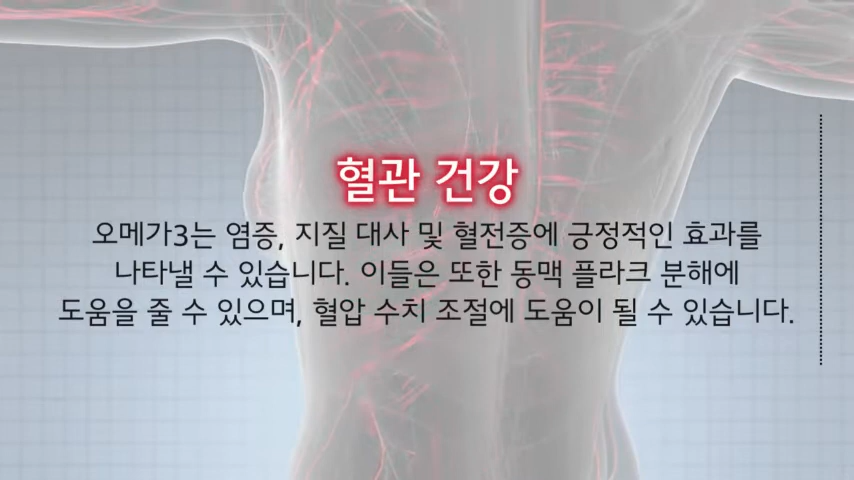 혈관 건강
오메가3는 염증, 지질 대사 및 혈전증에 긍정적인 효과를
나타낼 수 있습니다. 이들은 또한 동맥 플라크 분해에
도움을 줄 수 있으며, 혈압 수치 조절에 도움이 될 수 있습니다.